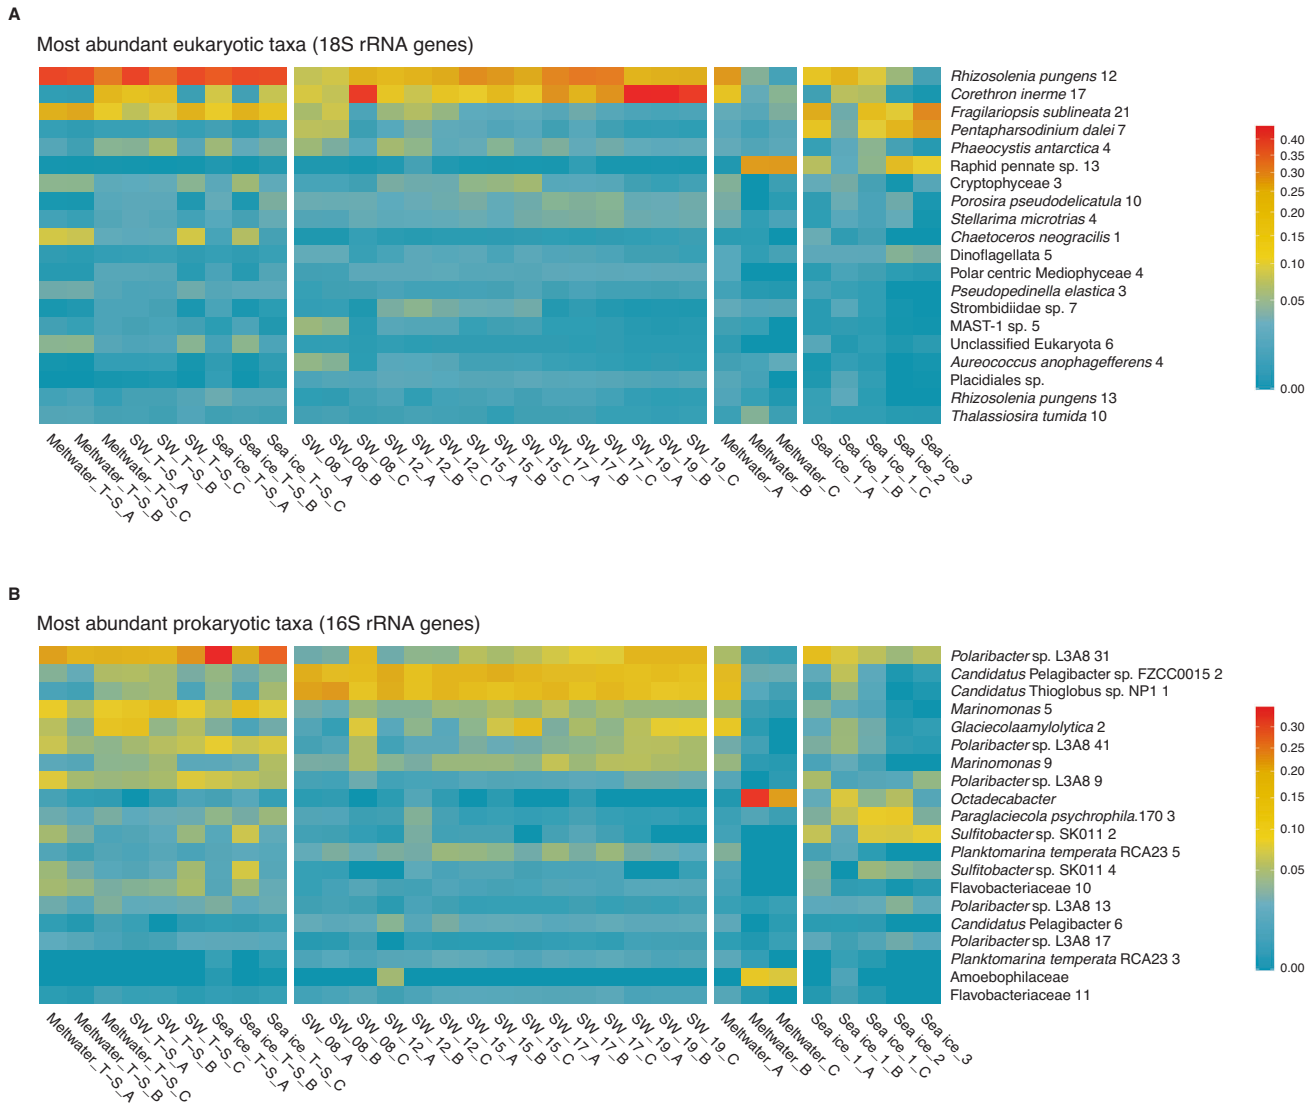 A
Most abundant eukaryotic taxa (18S rRNA genes)
Rhizosolenia pungens 12
Corethron inerme 17
Fragilariopsis sublineata 21
Pentapharsodinium dalei 7
Phaeocystis antarctica 4
Raphid pennate sp. 13
Cryptophyceae 3
Porosira pseudodelicatula 10
Stellarima microtrias 4
Chaetoceros neogracilis 1
Dinoflagellata 5
Polar centric Mediophyceae 4
Pseudopedinella elastica 3
Strombidiidae sp. 7
MAST-1 sp. 5
Unclassified Eukaryota 6
Aureococcus anophagefferens 4
Placidiales sp.
Rhizosolenia pungens 13
Thalassiosira tumida 10
0.40
0.35
0.30
0.25
0.20
0.15
0.10
0.05
0.00
Meltwater_T-S_A
Meltwater_T-S_B
Meltwater_T-S_C
SW_T-S_A
SW_T-S_B
SW_T-S_C
Sea ice_T-S_A
Sea ice_T-S_B
Sea ice_T-S_C
SW_08_A
SW_08_B
SW_08_C
SW_12_A
SW_12_B
SW_12_C
SW_15_A
SW_15_B
SW_15_C
SW_17_A
SW_17_B
SW_17_C
SW_19_A
SW_19_B
SW_19_C
Meltwater_A
Meltwater_B
Meltwater_C
Sea ice_1_A
Sea ice_1_B
Sea ice_1_C
Sea ice_2
Sea ice_3
B
Most abundant prokaryotic taxa (16S rRNA genes)
Polaribacter sp. L3A8 31
Candidatus Pelagibacter sp. FZCC0015 2
Candidatus Thioglobus sp. NP1 1
Marinomonas 5
Glaciecolaamylolytica 2
Polaribacter sp. L3A8 41
Marinomonas 9
Polaribacter sp. L3A8 9
Octadecabacter
Paraglaciecola psychrophila.170 3
Sulfitobacter sp. SK011 2
Planktomarina temperata RCA23 5
Sulfitobacter sp. SK011 4
Flavobacteriaceae 10
Polaribacter sp. L3A8 13
Candidatus Pelagibacter 6
Polaribacter sp. L3A8 17
Planktomarina temperata RCA23 3
Amoebophilaceae
Flavobacteriaceae 11
0.30
0.25
0.20
0.15
0.10
0.05
0.00
Meltwater_T-S_A
Meltwater_T-S_B
Meltwater_T-S_C
SW_T-S_A
SW_T-S_B
SW_T-S_C
Sea ice_T-S_A
Sea ice_T-S_B
Sea ice_T-S_C
SW_08_A
SW_08_B
SW_08_C
SW_12_A
SW_12_B
SW_12_C
SW_15_A
SW_15_B
SW_15_C
SW_17_A
SW_17_B
SW_17_C
SW_19_A
SW_19_B
SW_19_C
Meltwater_A
Meltwater_B
Meltwater_C
Sea ice_1_A
Sea ice_1_B
Sea ice_1_C
Sea ice_2
Sea ice_3